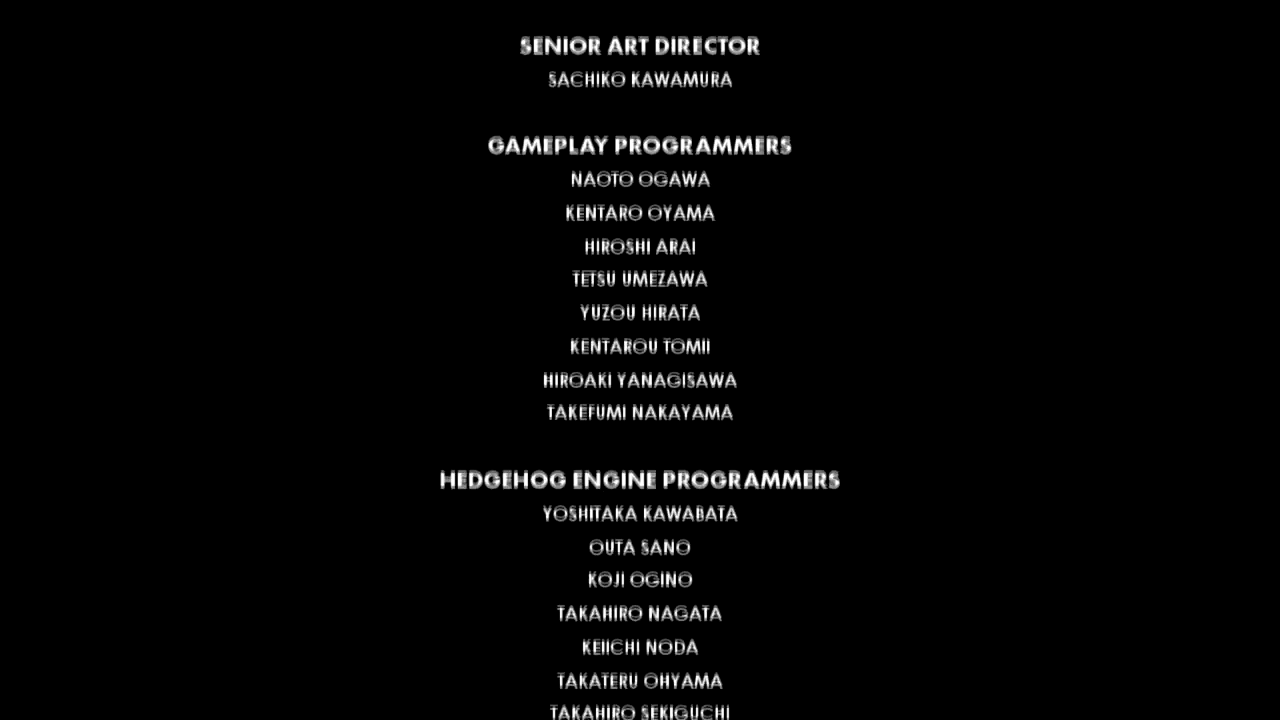 SENIOR ART DIRECTOR
SACHIKO KAWAMURA
GAMEPLAY PROGRAMMERS
NAOTO OGAWA
KENTARO OYAMA
HIROSHI ARAI
TETSU UMEZAWA
YUZOU HIRATA
KENTAROU TOMII
HIROAKI YANAGISAWA
TAKEFUMI NAKAYAMA
HEDGEHOG ENGINE PROGRAMMERS
YOSHITAKA KAWABATA
OUTA SANO
KOJI OGINO
TAKAHIRO NAGATA
KEIICHI NODA
TAKATERU OHYAMA
TAKAHIRO SEKIGUCHI